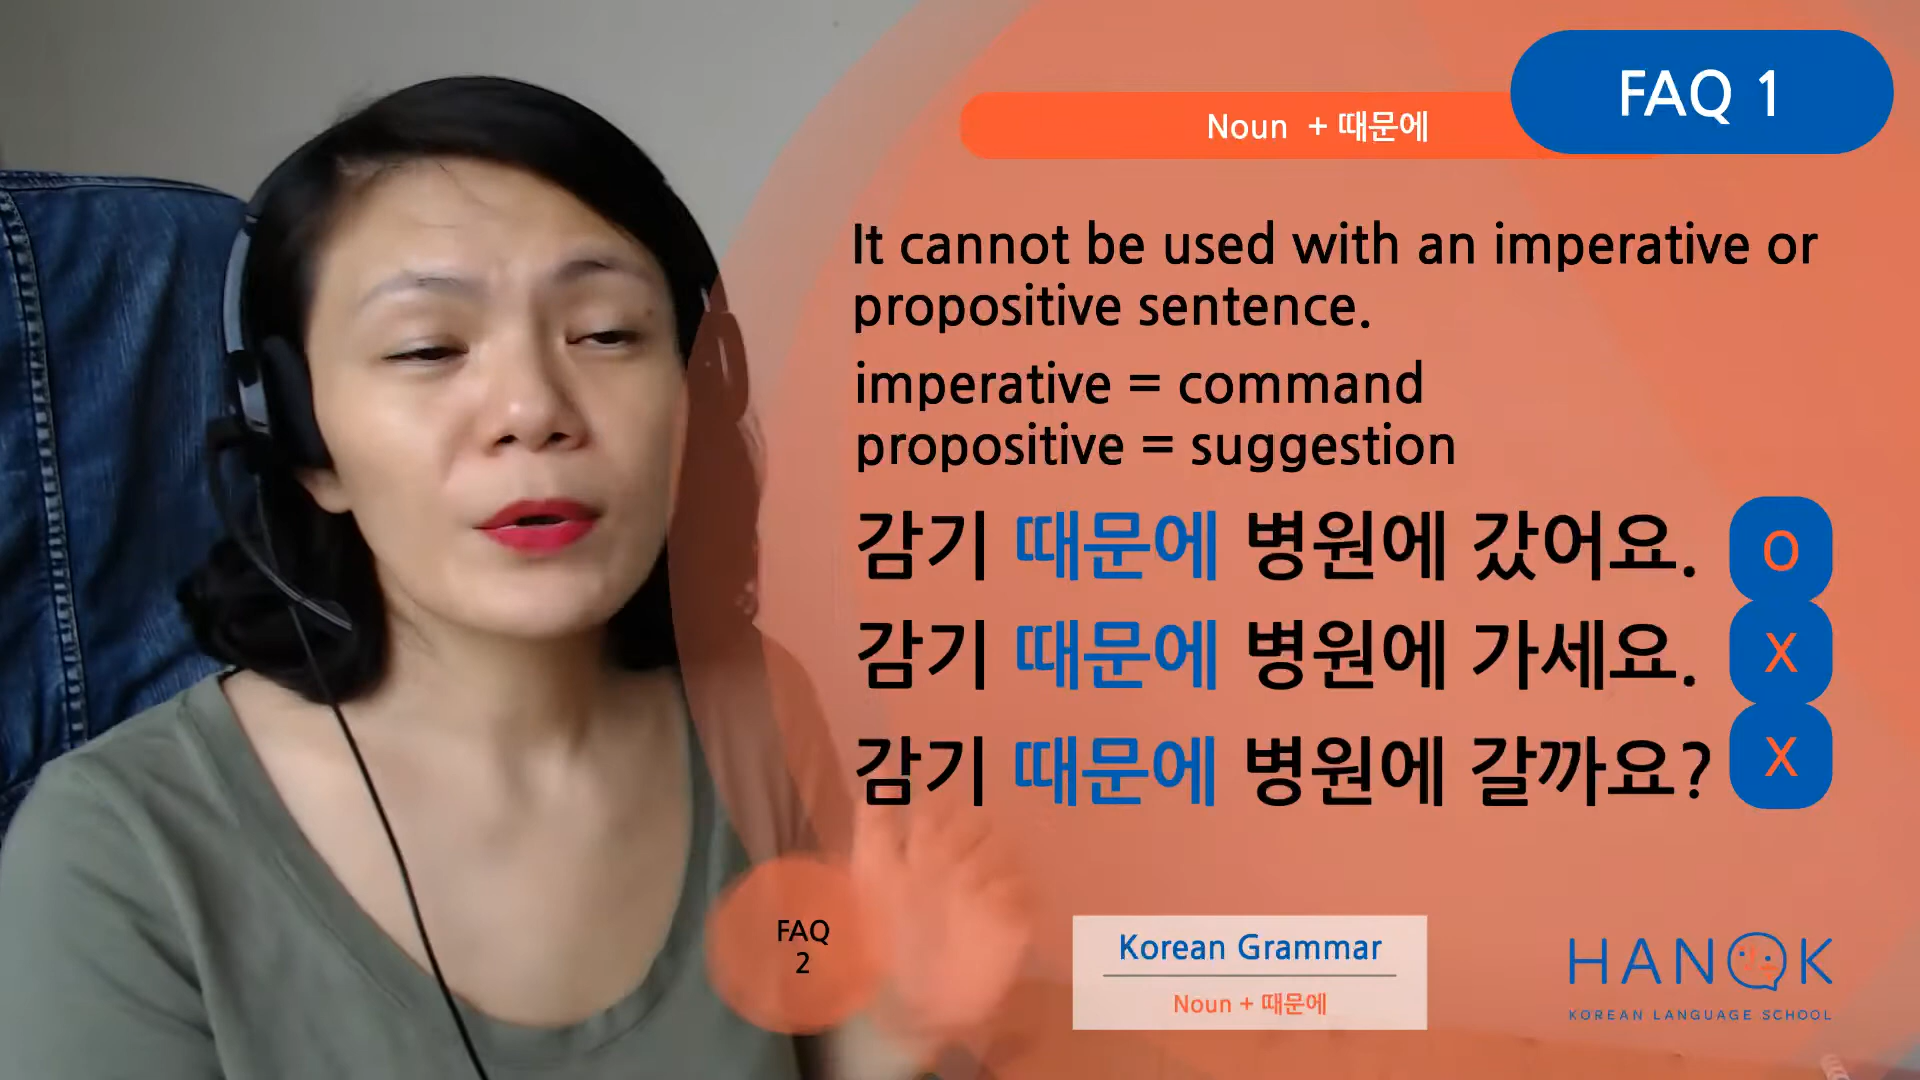 FAQ 1
Noun + 때문에
It cannot be used with an imperative or
propositive sentence.
imperative = command
propositive = suggestion
감기 때문에 병원에 갔어요. O
감기 때문에 병원에 가세요. X
감기 때문에 병원에 갈까요? X
FAQ
2
Korean Grammar
Noun + 때문에
HANOK
KOREAN LANGUAGE SCHOOL